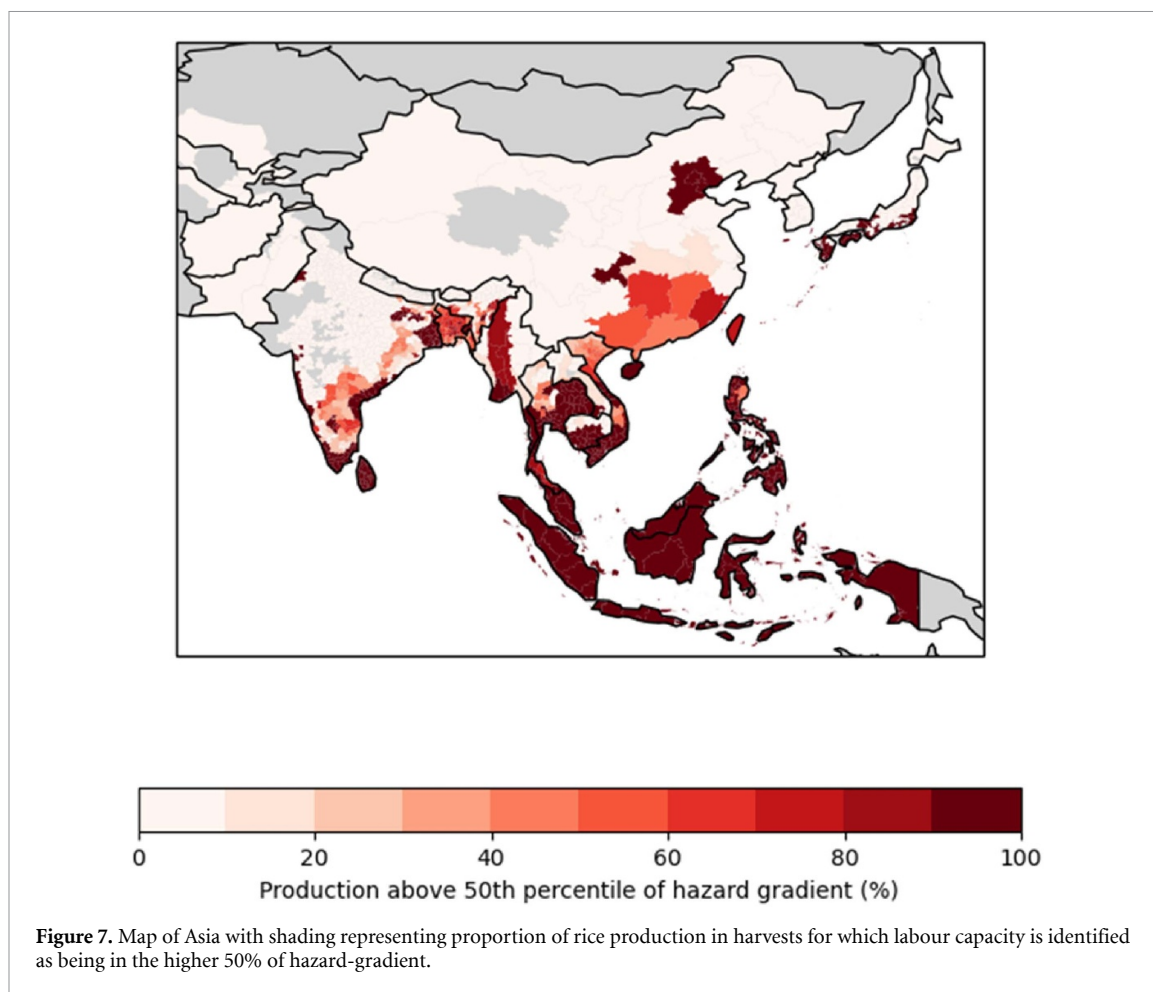 0 20 40 60 80 100
Production above 50th percentile of hazard gradient (%)
Figure 7. Map of Asia with shading representing proportion of rice production in harvests for which labour capacity is identified
as being in the higher 50% of hazard-gradient.